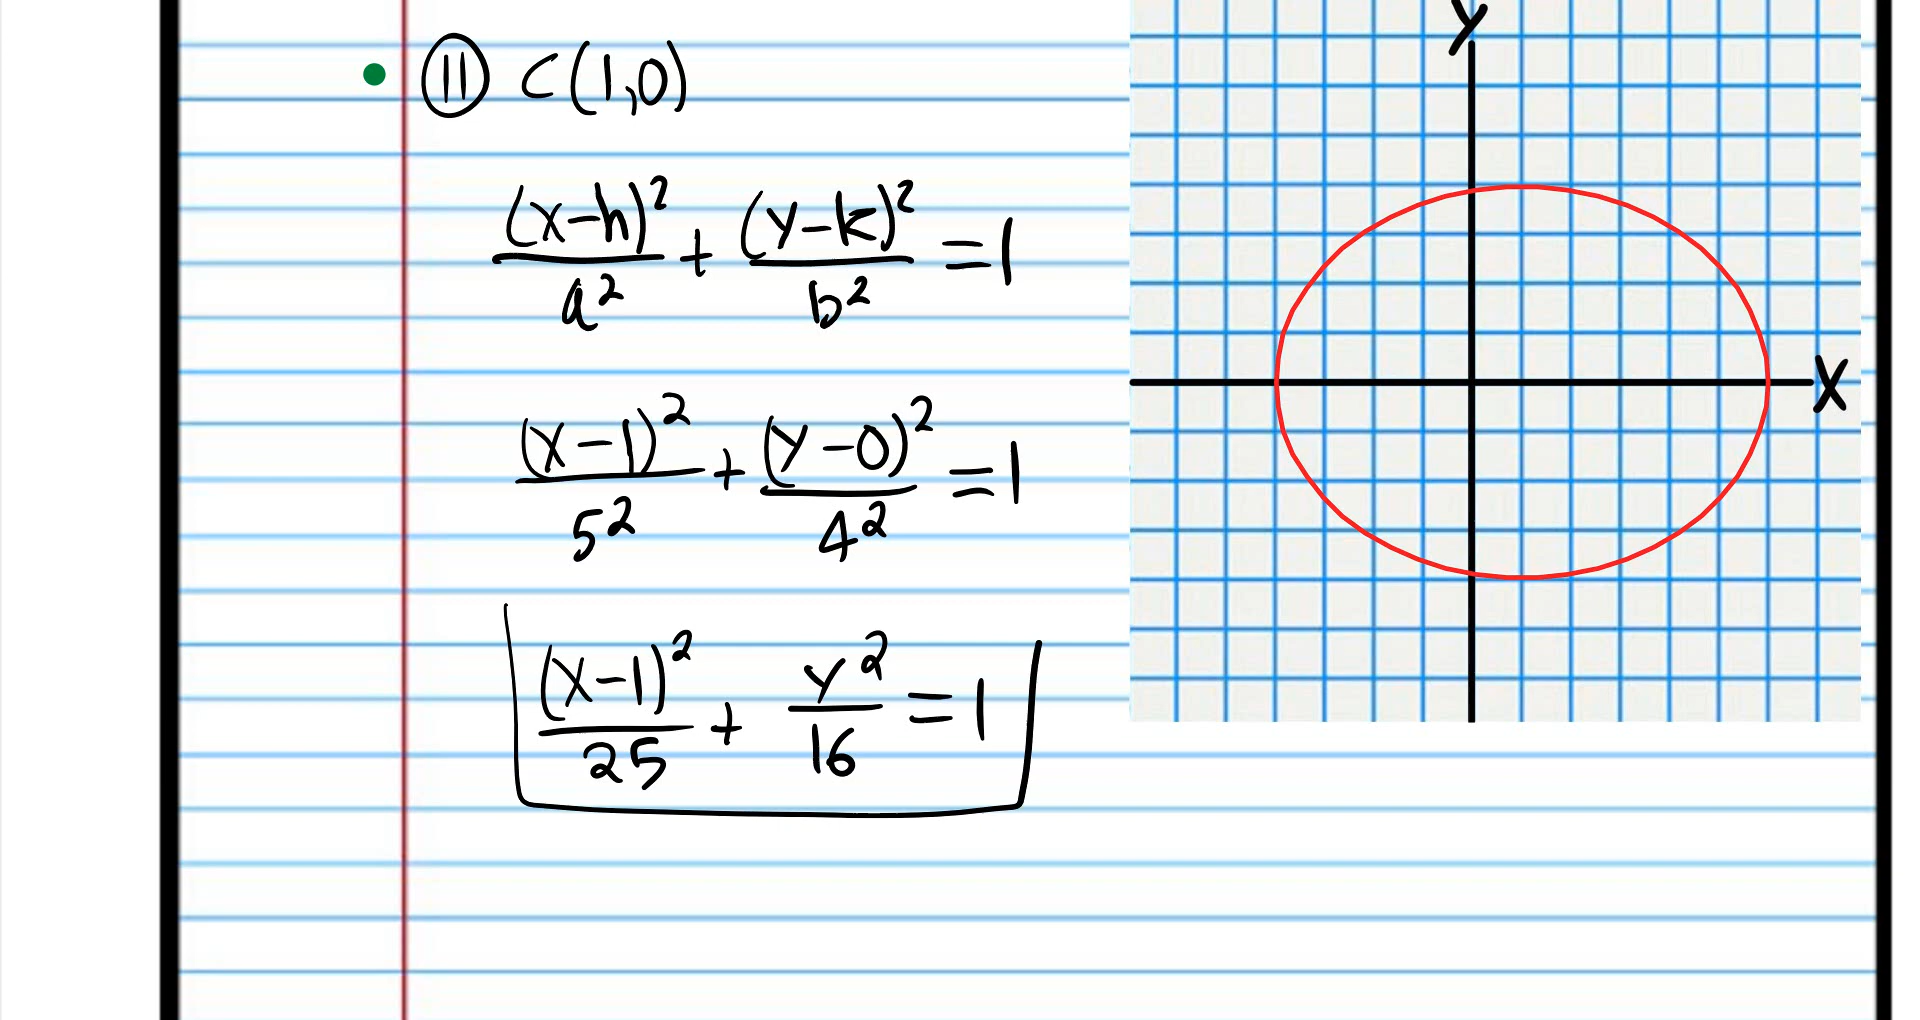 ⑪ C(1,0)
(x-h)²/a² + (y-k)²/b² = 1
(x-1)²/5² + (y-0)²/4² = 1
(x-1)²/25 + y²/16 = 1
y
x